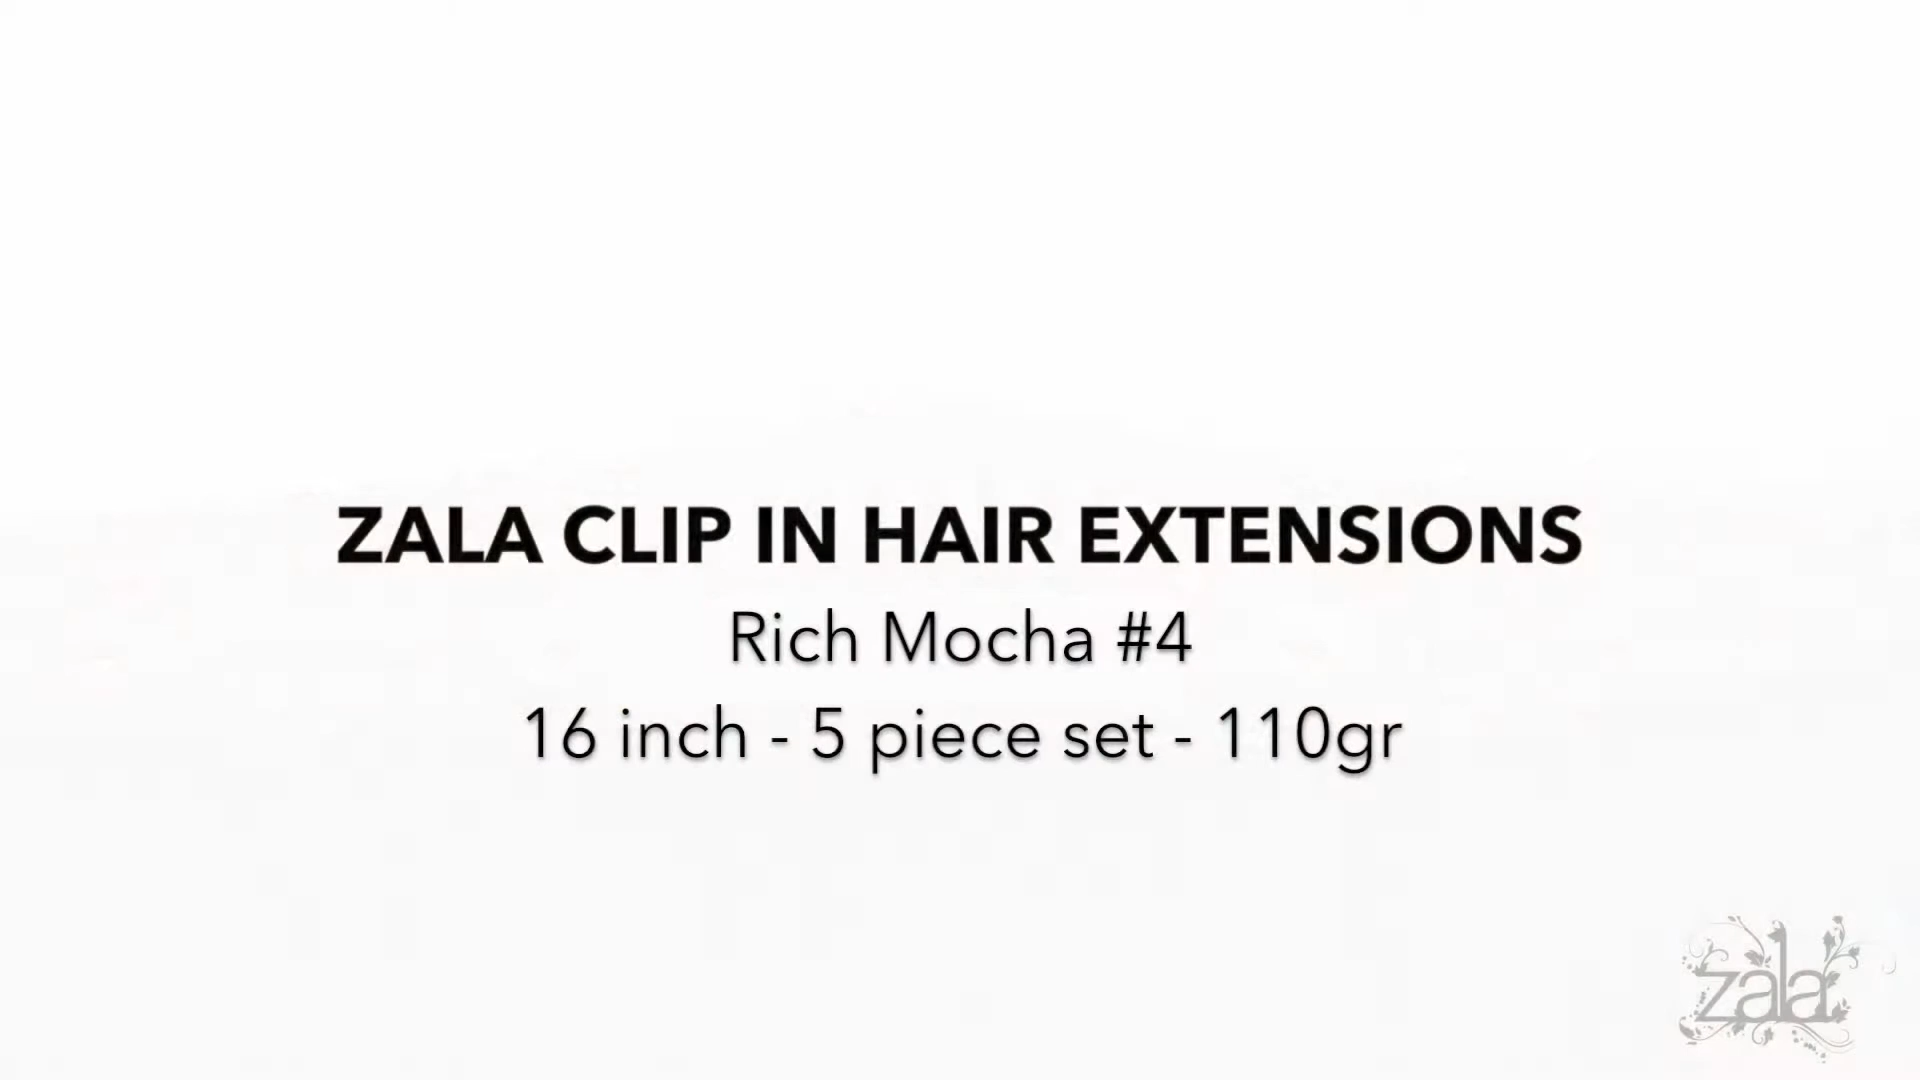 ZALA CLIP IN HAIR EXTENSIONS
Rich Mocha #4
16 inch - 5 piece set - 110gr
zala